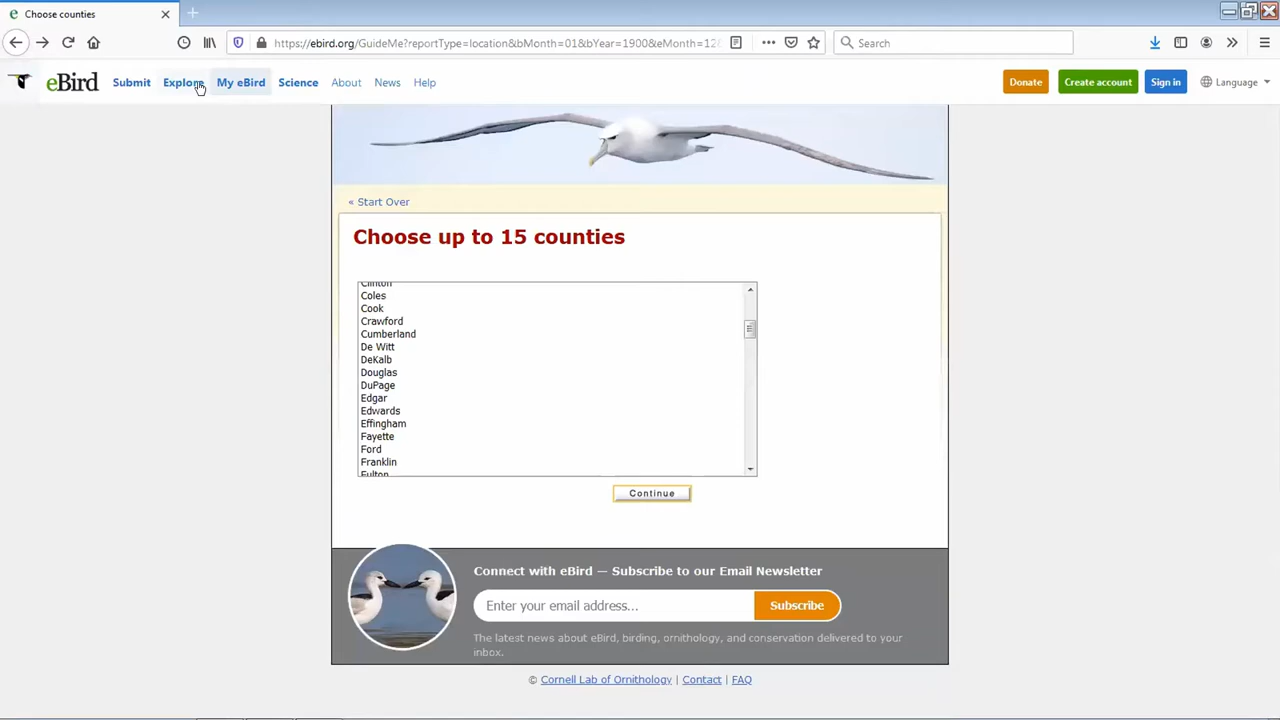 Choose counties
https://ebird.org/GuideMe?reportType=location&bMonth=01&bYear=1900&eMonth=12
Search
eBird Submit Explore My eBird Science About News Help Donate Create account Sign in Language
« Start Over
Choose up to 15 counties
Clinton
Coles
Cook
Crawford
Cumberland
De Witt
DeKalb
Douglas
DuPage
Edgar
Edwards
Effingham
Fayette
Ford
Franklin
Fulton
Continue
Connect with eBird — Subscribe to our Email Newsletter
Enter your email address...
Subscribe
The latest news about eBird, birding, ornithology, and conservation delivered to your
inbox.
© Cornell Lab of Ornithology | Contact | FAQ